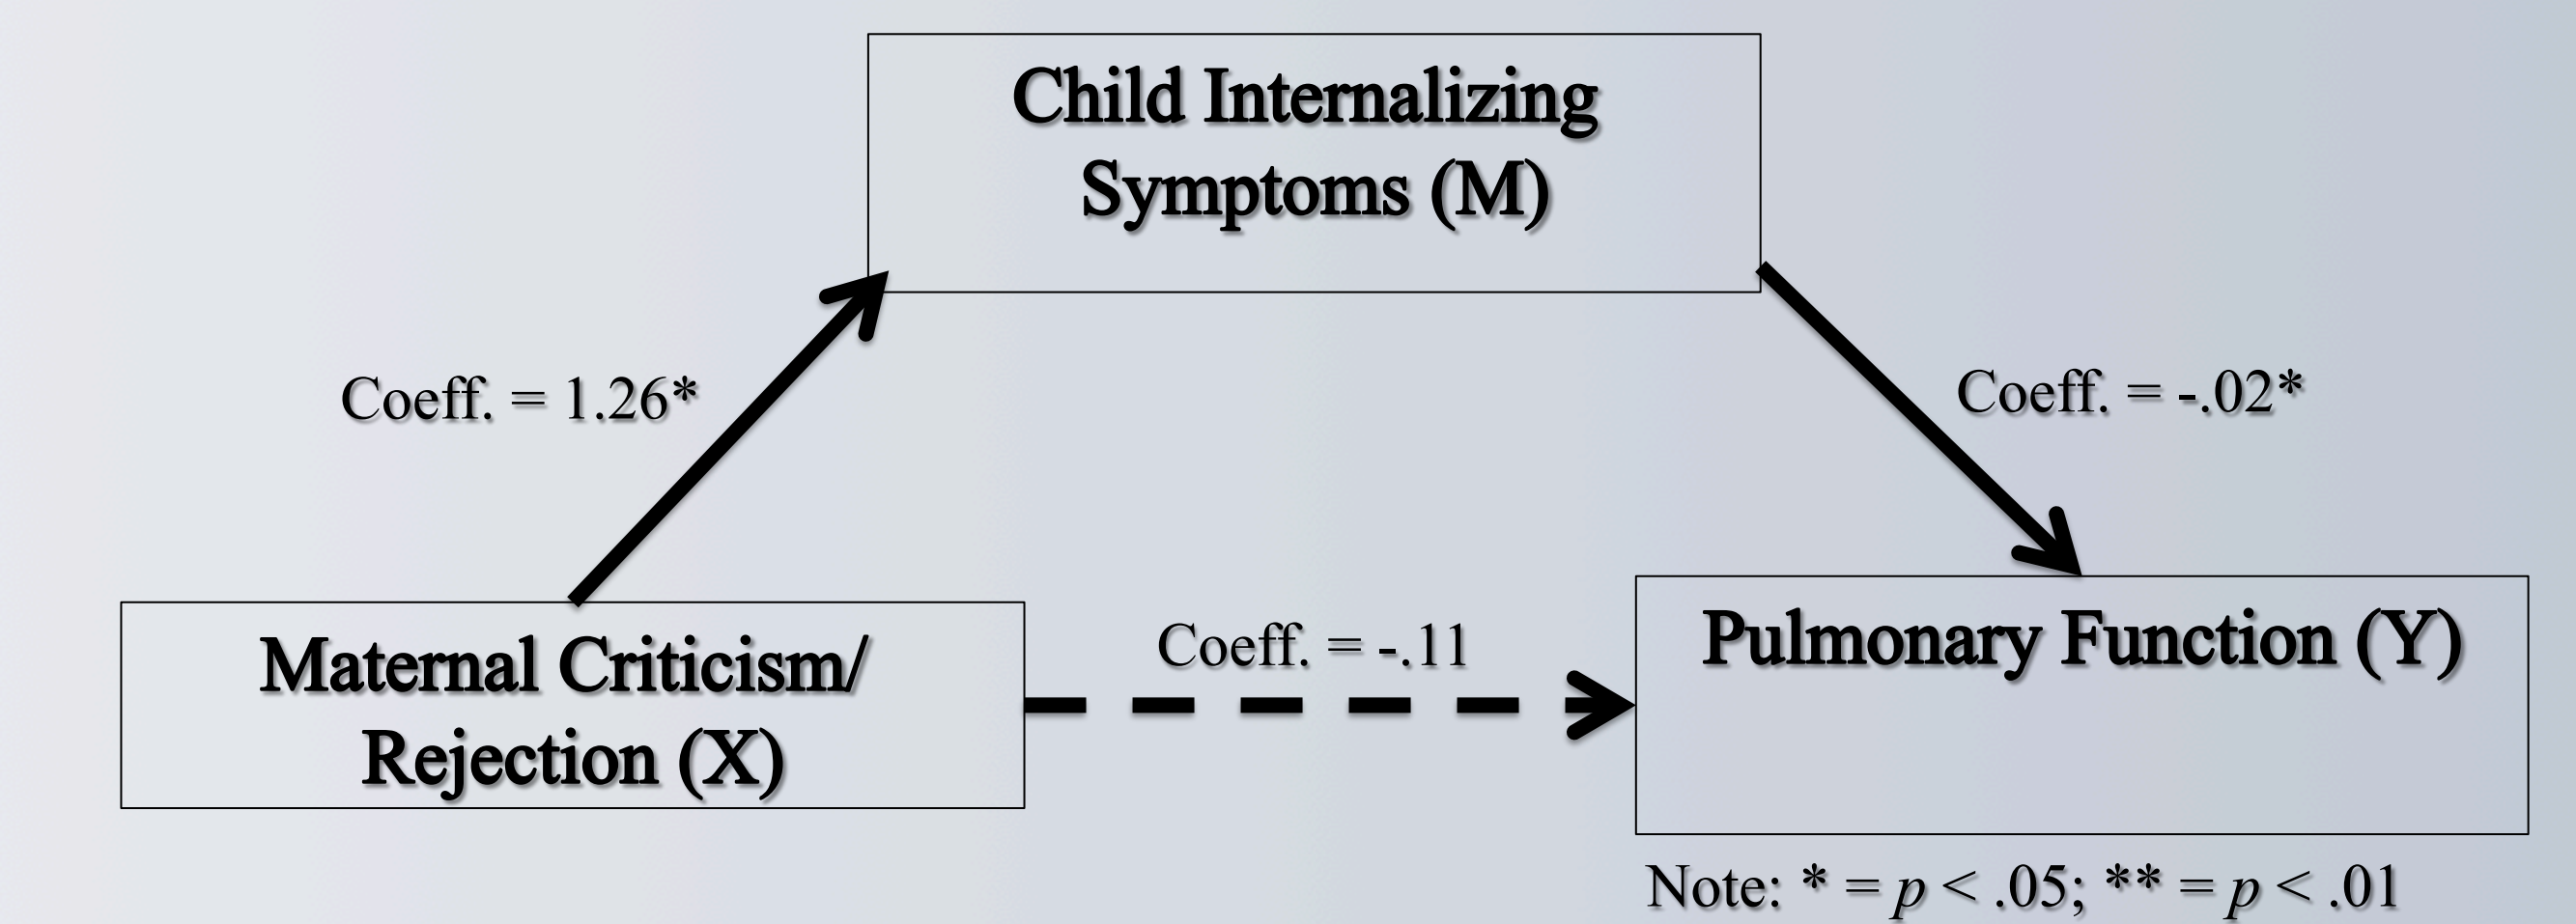 Child Internalizing
Symptoms (M)
Coeff. = 1.26*
Coeff. = -.02*
Maternal Criticism/
Rejection (X)
Coeff. = -.11
Pulmonary Function (Y)
Note: * = p < .05; ** = p < .01